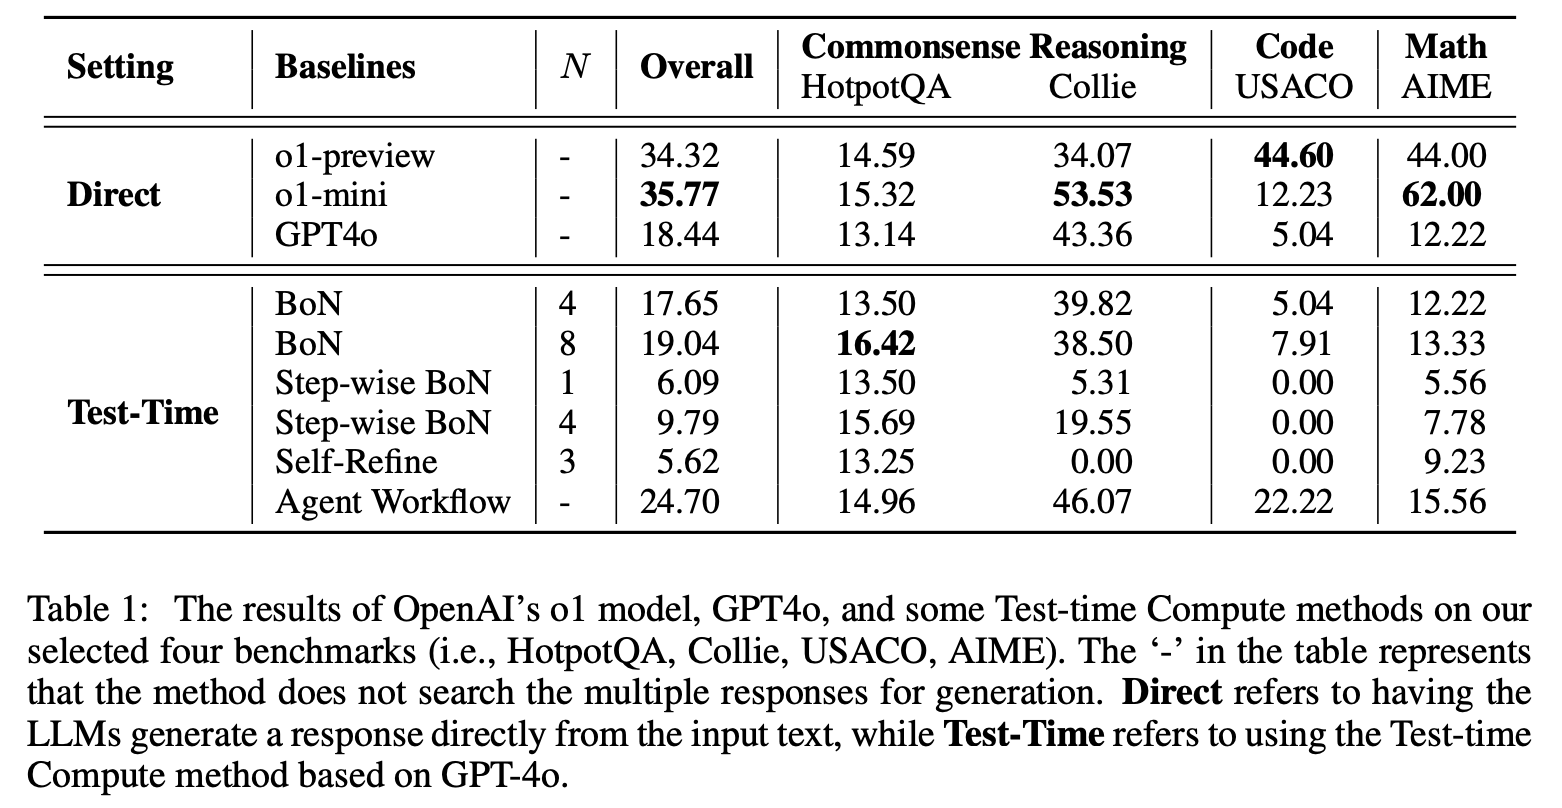 Setting Baselines N Overall Commonsense Reasoning Code Math
HotpotQA Collie USACO AIME
Direct
o1-preview - 34.32 14.59 34.07 44.60 44.00
o1-mini - 35.77 15.32 53.53 12.23 62.00
GPT4o - 18.44 13.14 43.36 5.04 12.22
Test-Time
BoN 4 17.65 13.50 39.82 5.04 12.22
BoN 8 19.04 16.42 38.50 7.91 13.33
Step-wise BoN 1 6.09 13.50 5.31 0.00 5.56
Step-wise BoN 4 9.79 15.69 19.55 0.00 7.78
Self-Refine 3 5.62 13.25 0.00 0.00 9.23
Agent Workflow - 24.70 14.96 46.07 22.22 15.56
Table 1: The results of OpenAI's o1 model, GPT4o, and some Test-time Compute methods on our
selected four benchmarks (i.e., HotpotQA, Collie, USACO, AIME). The ‘-’ in the table represents
that the method does not search the multiple responses for generation. Direct refers to having the
LLMs generate a response directly from the input text, while Test-Time refers to using the Test-time
Compute method based on GPT-4o.